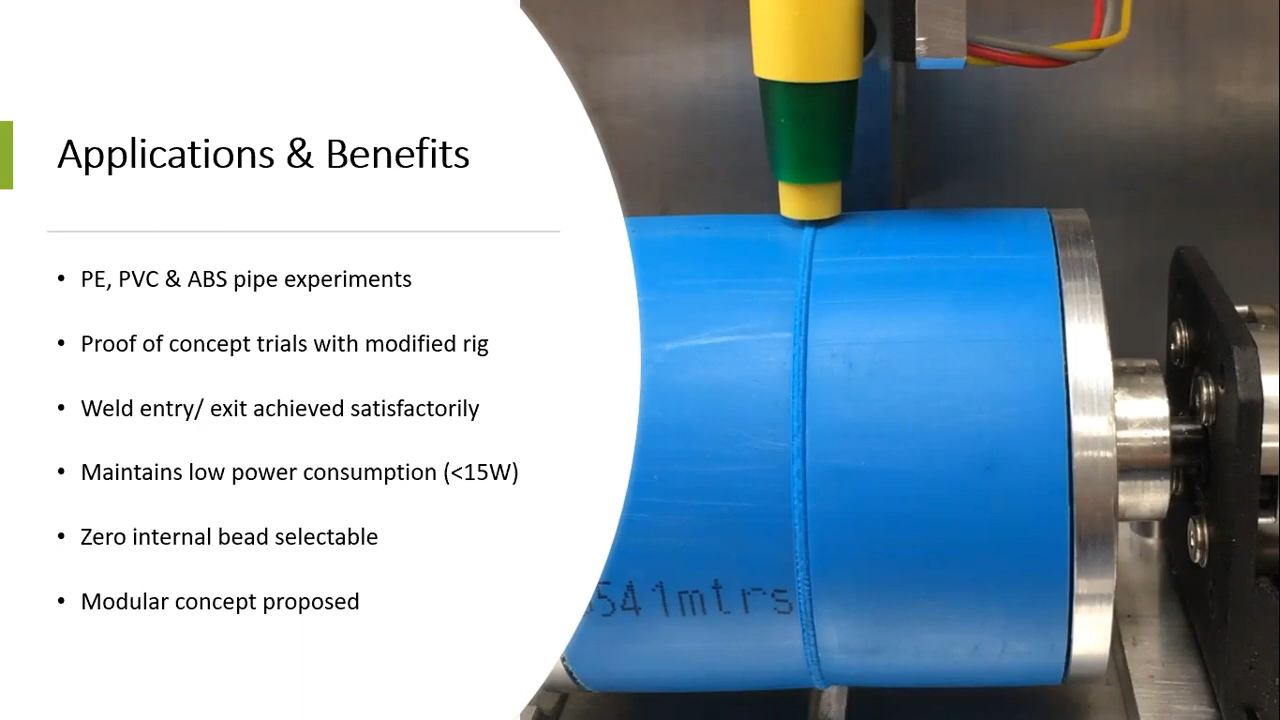 Applications & Benefits
• PE, PVC & ABS pipe experiments
• Proof of concept trials with modified rig
• Weld entry/ exit achieved satisfactorily
• Maintains low power consumption (<15W)
• Zero internal bead selectable
• Modular concept proposed
541mtrs